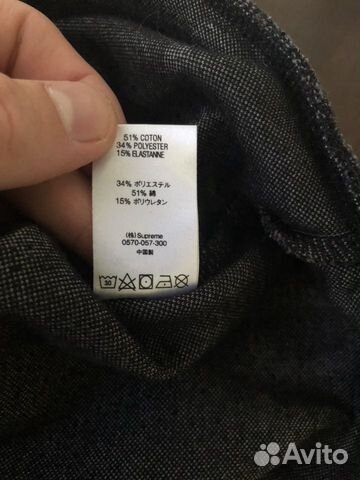 51% COTON
34% POLYESTER
15% ELASTANNE
34% ポリエステル
51% 綿
15% ポリウレタン
(株) Supreme
0570-057-300
中国製
30
Avito